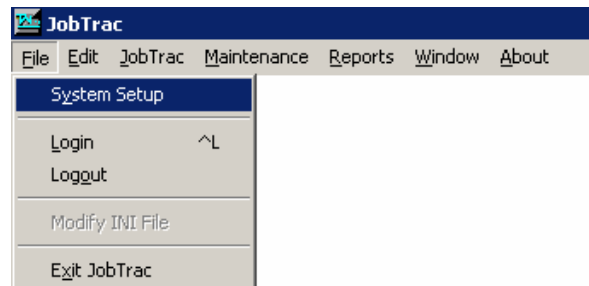 JobTrac
File Edit JobTrac Maintenance Reports Window About
System Setup
Login ^L
Logout
Modify INI File
Exit JobTrac